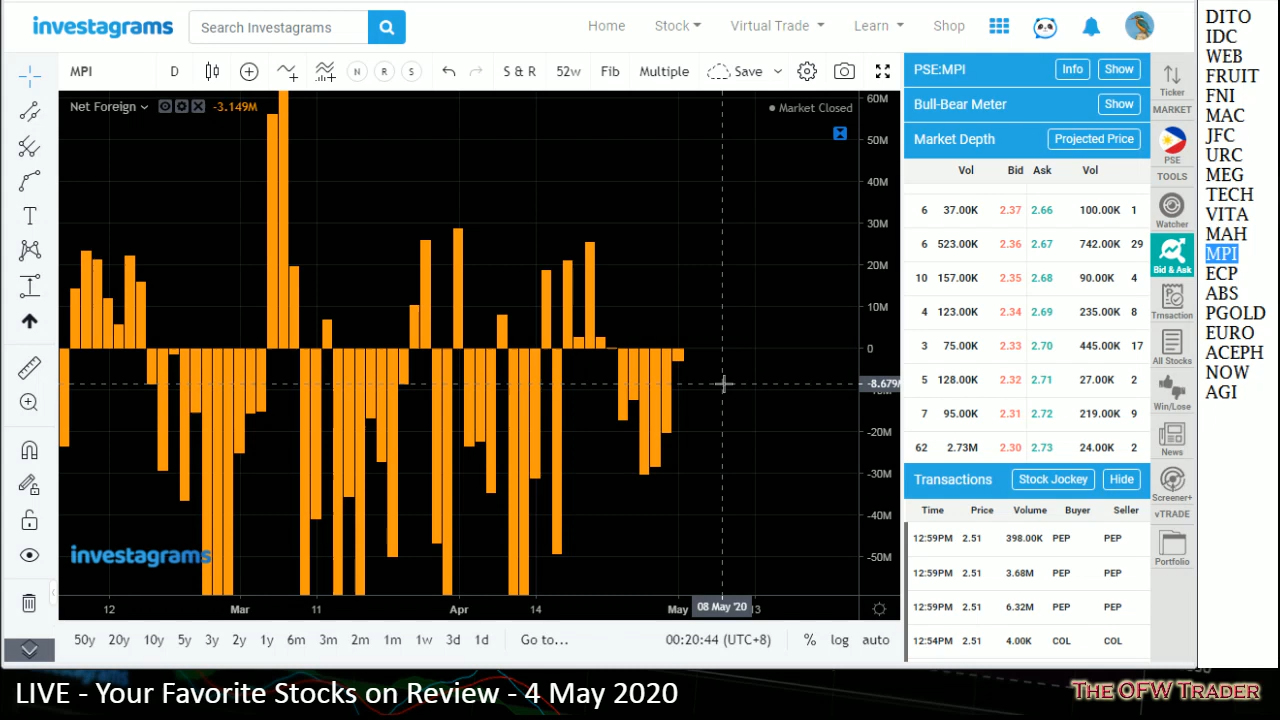 investagrams
Search Investagrams
Home
Stock
Virtual Trade
Learn
Shop
MPI
D
N
R
S
S & R
52w
Fib
Multiple
Save
Net Foreign
-3.149M
Market Closed
60M
50M
40M
30M
20M
10M
0
-8.679M
-20M
-30M
-40M
-50M
investagrams
12
Mar
11
Apr
14
May
08 May '20
13
50y 20y 10y 5y 3y 2y 1y 6m 3m 2m 1m 1w 3d 1d Go to...
00:20:44 (UTC+8)
% log auto
PSE:MPI Info Show
Bull-Bear Meter Show
Market Depth Projected Price
Vol Bid Ask Vol
6 37.00K 2.37 2.66 100.00K 1
6 523.00K 2.36 2.67 742.00K 29
10 157.00K 2.35 2.68 90.00K 4
4 123.00K 2.34 2.69 235.00K 8
3 75.00K 2.33 2.70 445.00K 17
5 128.00K 2.32 2.71 27.00K 2
7 95.00K 2.31 2.72 219.00K 9
62 2.73M 2.30 2.73 24.00K 2
Transactions Stock Jockey Hide
Time Price Volume Buyer Seller
12:59PM 2.51 398.00K PEP PEP
12:59PM 2.51 3.68M PEP PEP
12:59PM 2.51 6.32M PEP PEP
12:54PM 2.51 4.00K COL COL
Ticker
MARKET
PSE
TOOLS
Watcher
Bid & Ask
Trnsaction
All Stocks
Win/Lose
News
Screener+
vTRADE
Portfolio
DITO
IDC
WEB
FRUIT
FNI
MAC
JFC
URC
MEG
TECH
VITA
MAH
MPI
ECP
ABS
PGOLD
EURO
ACEPH
NOW
AGI
LIVE - Your Favorite Stocks on Review - 4 May 2020
The OFW Trader